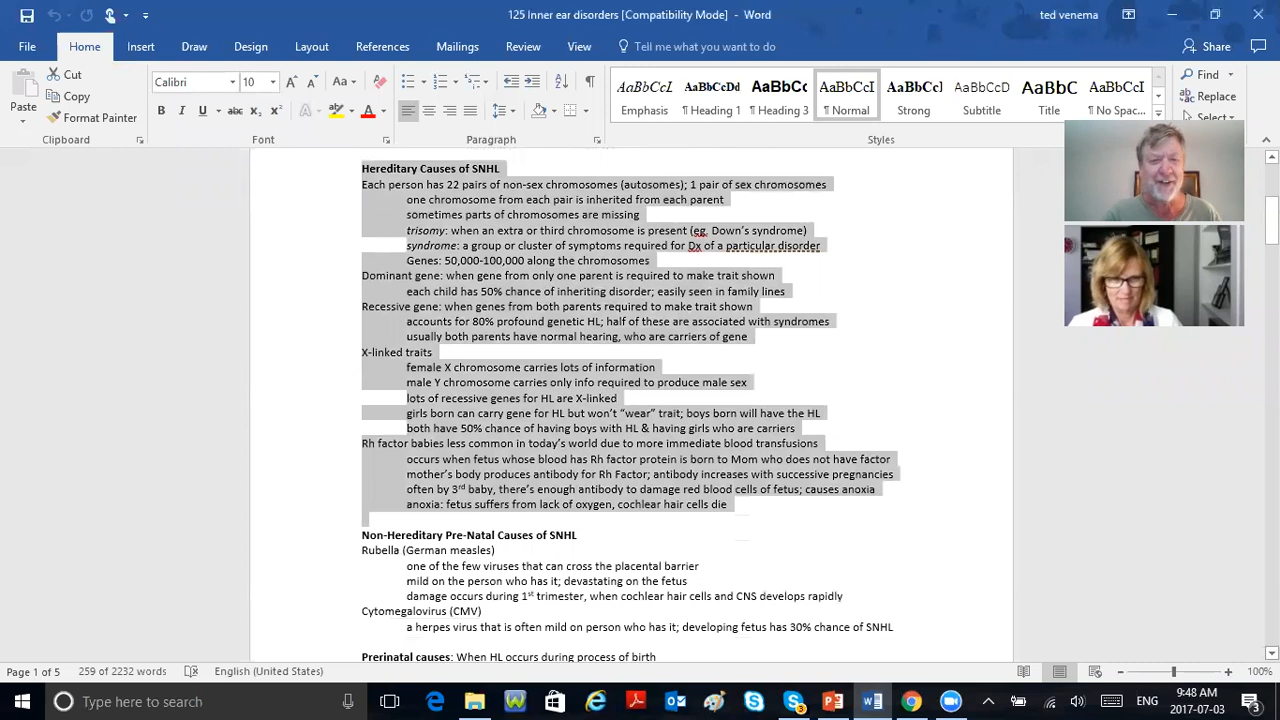 125 Inner ear disorders [Compatibility Mode] - Word
ted venema
File Home Insert Draw Design Layout References Mailings Review View Tell me what you want to do Share
Paste
Cut
Copy
Format Painter
Clipboard
Calibri 10
Font
Paragraph
AaBbCcL AaBbCcDd AaBbCc AaBbCcI AaBbCcI AaBbCcD AaBbC AaBbCcI
Emphasis ¶ Heading 1 ¶ Heading 3 ¶ Normal Strong Subtitle Title ¶ No Spac...
Styles
Find
Replace
Select
Hereditary Causes of SNHL
Each person has 22 pairs of non-sex chromosomes (autosomes); 1 pair of sex chromosomes
one chromosome from each pair is inherited from each parent
sometimes parts of chromosomes are missing
trisomy: when an extra or third chromosome is present (eg. Down's syndrome)
syndrome: a group or cluster of symptoms required for Dx of a particular disorder
Genes: 50,000-100,000 along the chromosomes
Dominant gene: when gene from only one parent is required to make trait shown
each child has 50% chance of inheriting disorder; easily seen in family lines
Recessive gene: when genes from both parents required to make trait shown
accounts for 80% profound genetic HL; half of these are associated with syndromes
usually both parents have normal hearing, who are carriers of gene
X-linked traits
female X chromosome carries lots of information
male Y chromosome carries only info required to produce male sex
lots of recessive genes for HL are X-linked
girls born can carry gene for HL but won't “wear” trait; boys born will have the HL
both have 50% chance of having boys with HL & having girls who are carriers
Rh factor babies less common in today's world due to more immediate blood transfusions
occurs when fetus whose blood has Rh factor protein is born to Mom who does not have factor
mother's body produces antibody for Rh Factor; antibody increases with successive pregnancies
often by 3rd baby, there's enough antibody to damage red blood cells of fetus; causes anoxia
anoxia: fetus suffers from lack of oxygen, cochlear hair cells die
Non-Hereditary Pre-Natal Causes of SNHL
Rubella (German measles)
one of the few viruses that can cross the placental barrier
mild on the person who has it; devastating on the fetus
damage occurs during 1st trimester, when cochlear hair cells and CNS develops rapidly
Cytomegalovirus (CMV)
a herpes virus that is often mild on person who has it; developing fetus has 30% chance of SNHL
Prerinatal causes: When HL occurs during process of birth
Page 1 of 5 259 of 2232 words English (United States) 100%
Type here to search
ENG
9:48 AM
2017-07-03